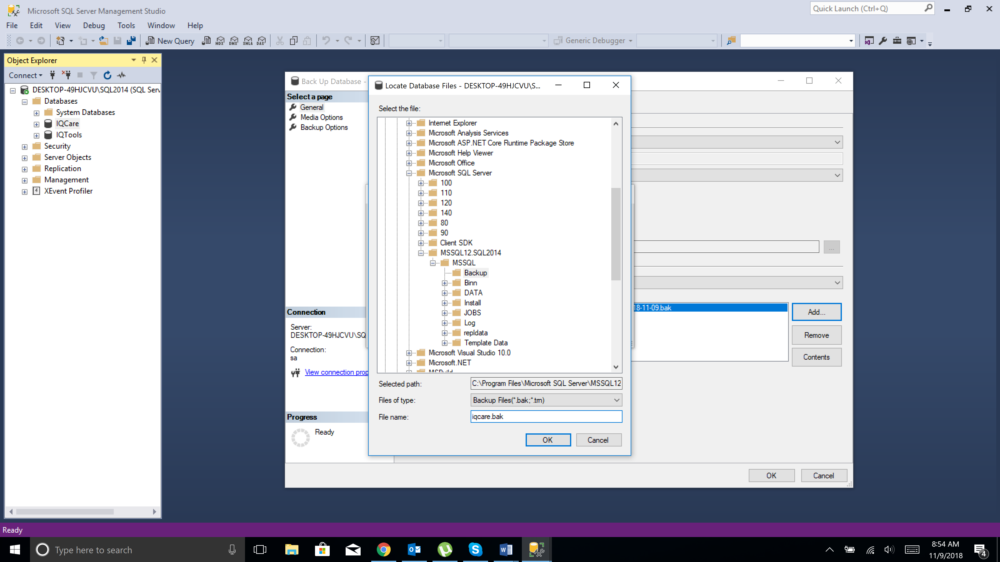 Microsoft SQL Server Management Studio
Quick Launch (Ctrl+Q)
File Edit View Debug Tools Window Help
New Query
MDX DMX XMLA DAX
Generic Debugger
Object Explorer
Connect
DESKTOP-49HJCVU\SQL2014 (SQL Serv
Databases
System Databases
IQCare
IQTools
Security
Server Objects
Replication
Management
XEvent Profiler
Back Up Database -
Select a page
General
Media Options
Backup Options
Connection
Server:
DESKTOP-49HJCVU\SQ
Connection:
sa
View connection prop
Progress
Ready
Locate Database Files - DESKTOP-49HJCVU\S...
Select the file:
Internet Explorer
Microsoft Analysis Services
Microsoft ASP.NET Core Runtime Package Store
Microsoft Help Viewer
Microsoft Office
Microsoft SQL Server
100
110
120
140
80
90
Client SDK
MSSQL12.SQL2014
MSSQL
Backup
Binn
DATA
Install
JOBS
Log
repldata
Template Data
Microsoft Visual Studio 10.0
Microsoft.NET
MSBuild
Selected path:
C:\Program Files\Microsoft SQL Server\MSSQL12
Files of type:
Backup Files(*.bak;*.trn)
File name:
iqcare.bak
OK
Cancel
...
18-11-09.bak
Add...
Remove
Contents
OK
Cancel
Ready
Type here to search
8:54 AM
11/9/2018
4